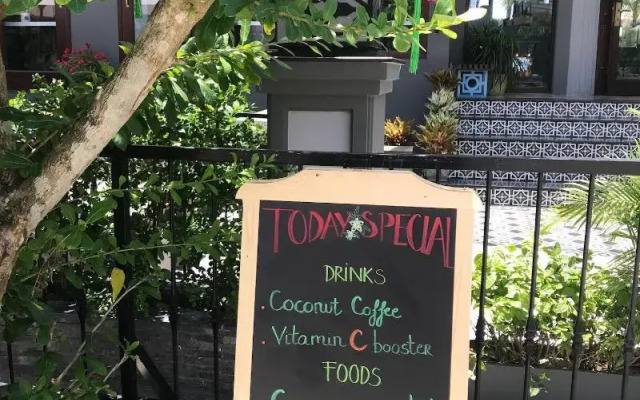 TODAY SPECIAL
DRINKS
. Coconut Coffee
. Vitamin C booster
FOODS